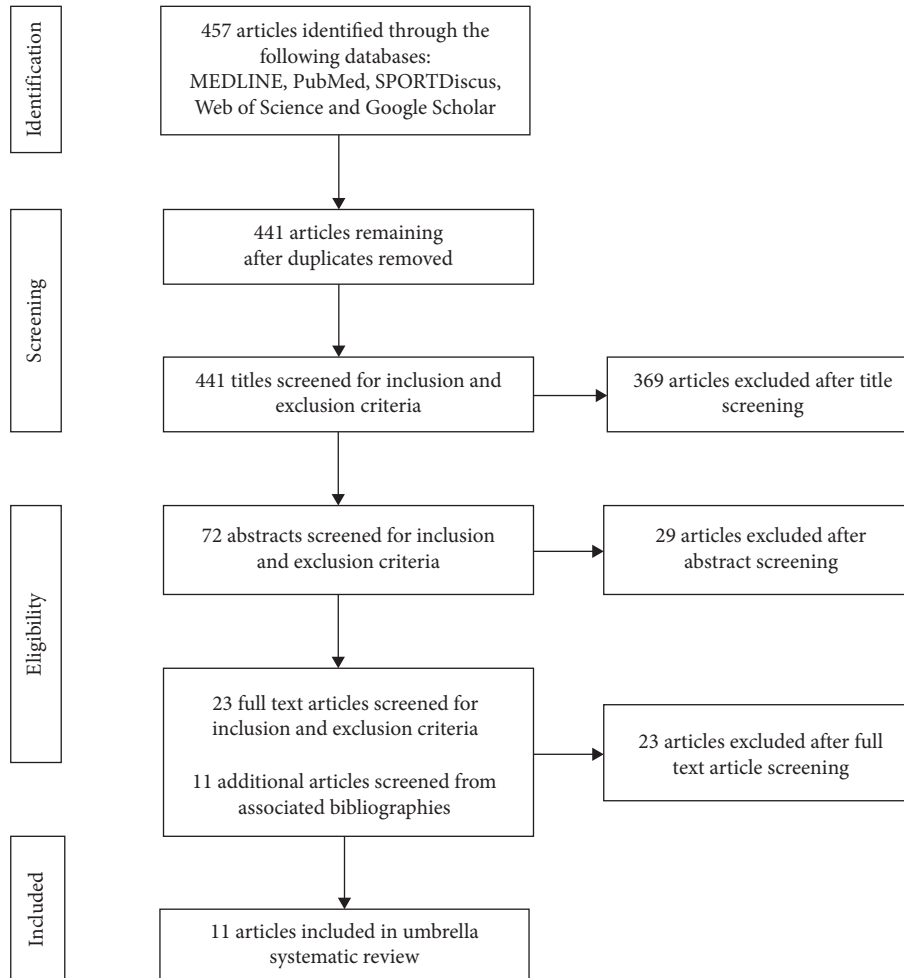 Identification
457 articles identified through the
following databases:
MEDLINE, PubMed, SPORTDiscus,
Web of Science and Google Scholar
Screening
441 articles remaining
after duplicates removed
441 titles screened for inclusion and
exclusion criteria
369 articles excluded after title
screening
Eligibility
72 abstracts screened for inclusion
and exclusion criteria
29 articles excluded after
abstract screening
23 full text articles screened for
inclusion and exclusion criteria
11 additional articles screened from
associated bibliographies
23 articles excluded after full
text article screening
Included
11 articles included in umbrella
systematic review